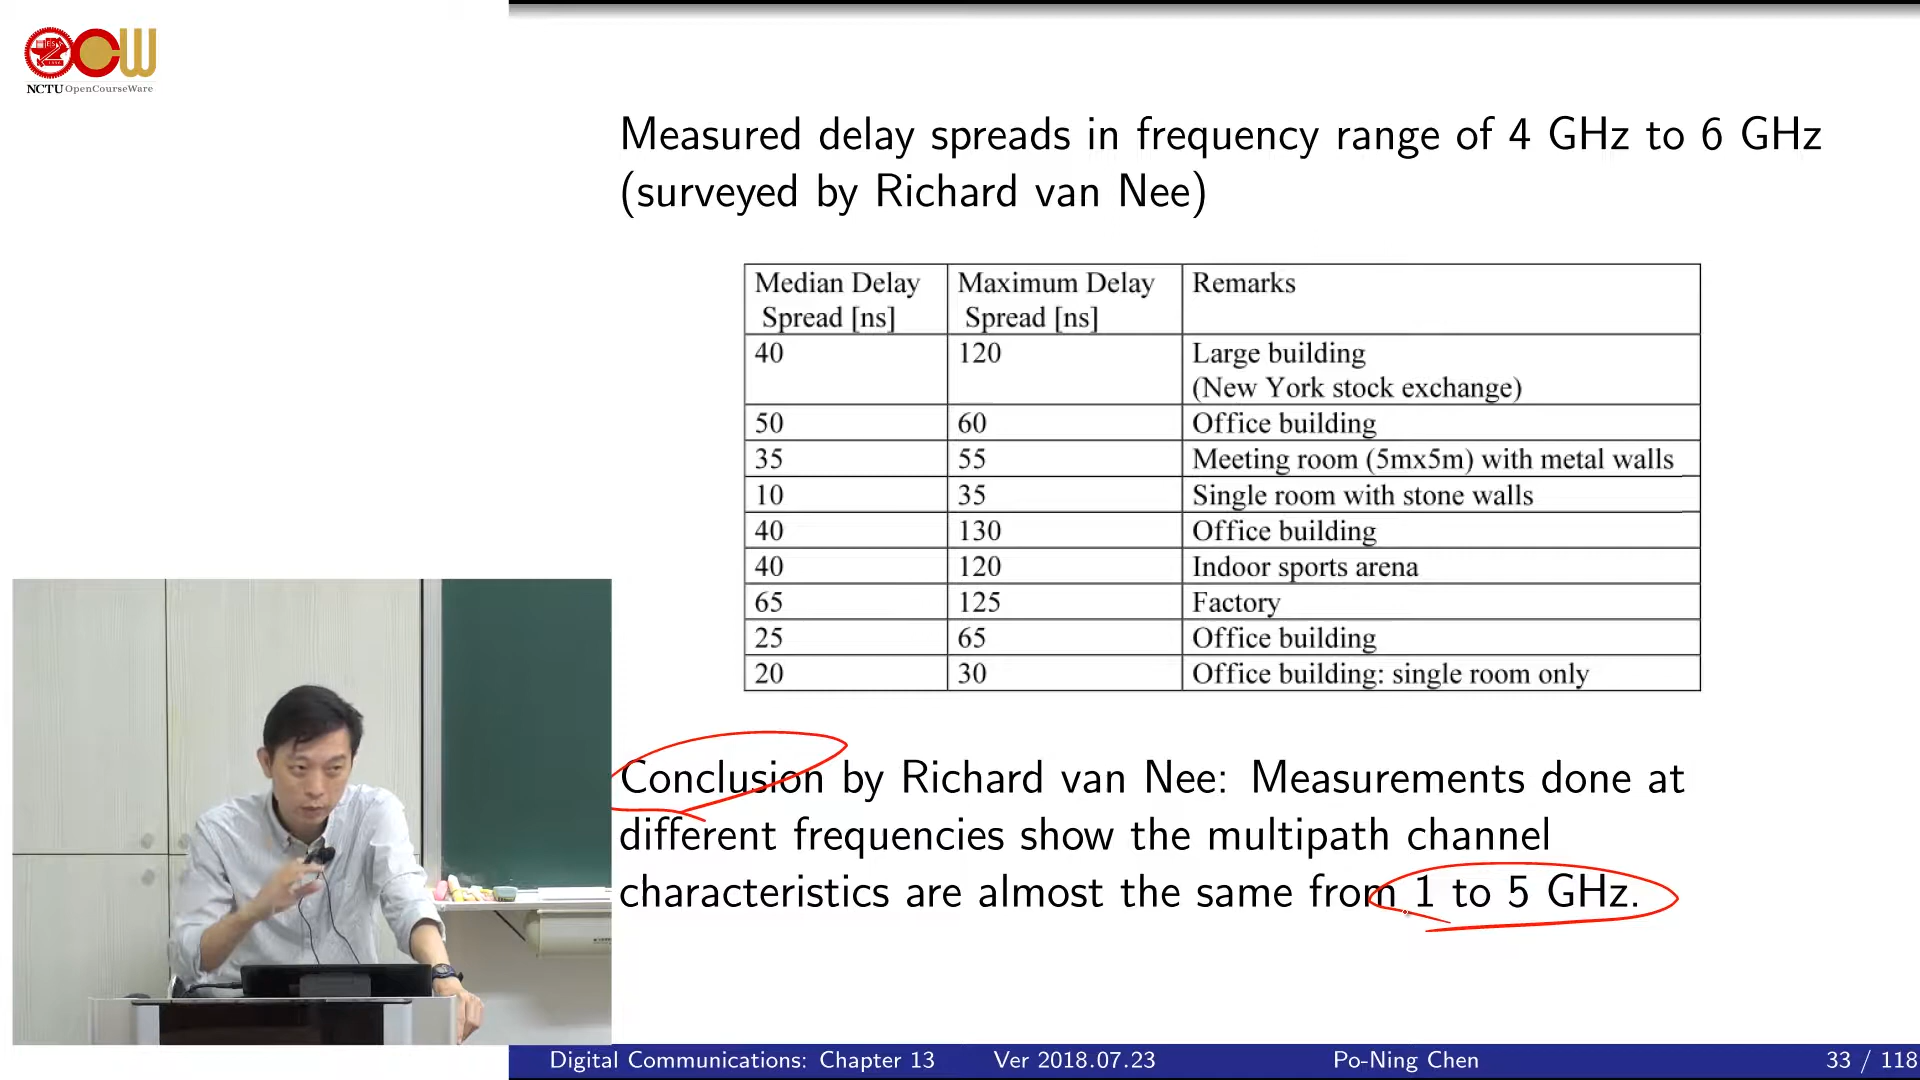 NCTU OpenCourseWare
Measured delay spreads in frequency range of 4 GHz to 6 GHz
(surveyed by Richard van Nee)
Median Delay Spread [ns] Maximum Delay Spread [ns] Remarks
40 120 Large building
(New York stock exchange)
50 60 Office building
35 55 Meeting room (5mx5m) with metal walls
10 35 Single room with stone walls
40 130 Office building
40 120 Indoor sports arena
65 125 Factory
25 65 Office building
20 30 Office building: single room only
Conclusion by Richard van Nee: Measurements done at
different frequencies show the multipath channel
characteristics are almost the same from 1 to 5 GHz.
Digital Communications: Chapter 13 Ver 2018.07.23 Po-Ning Chen 33 / 118